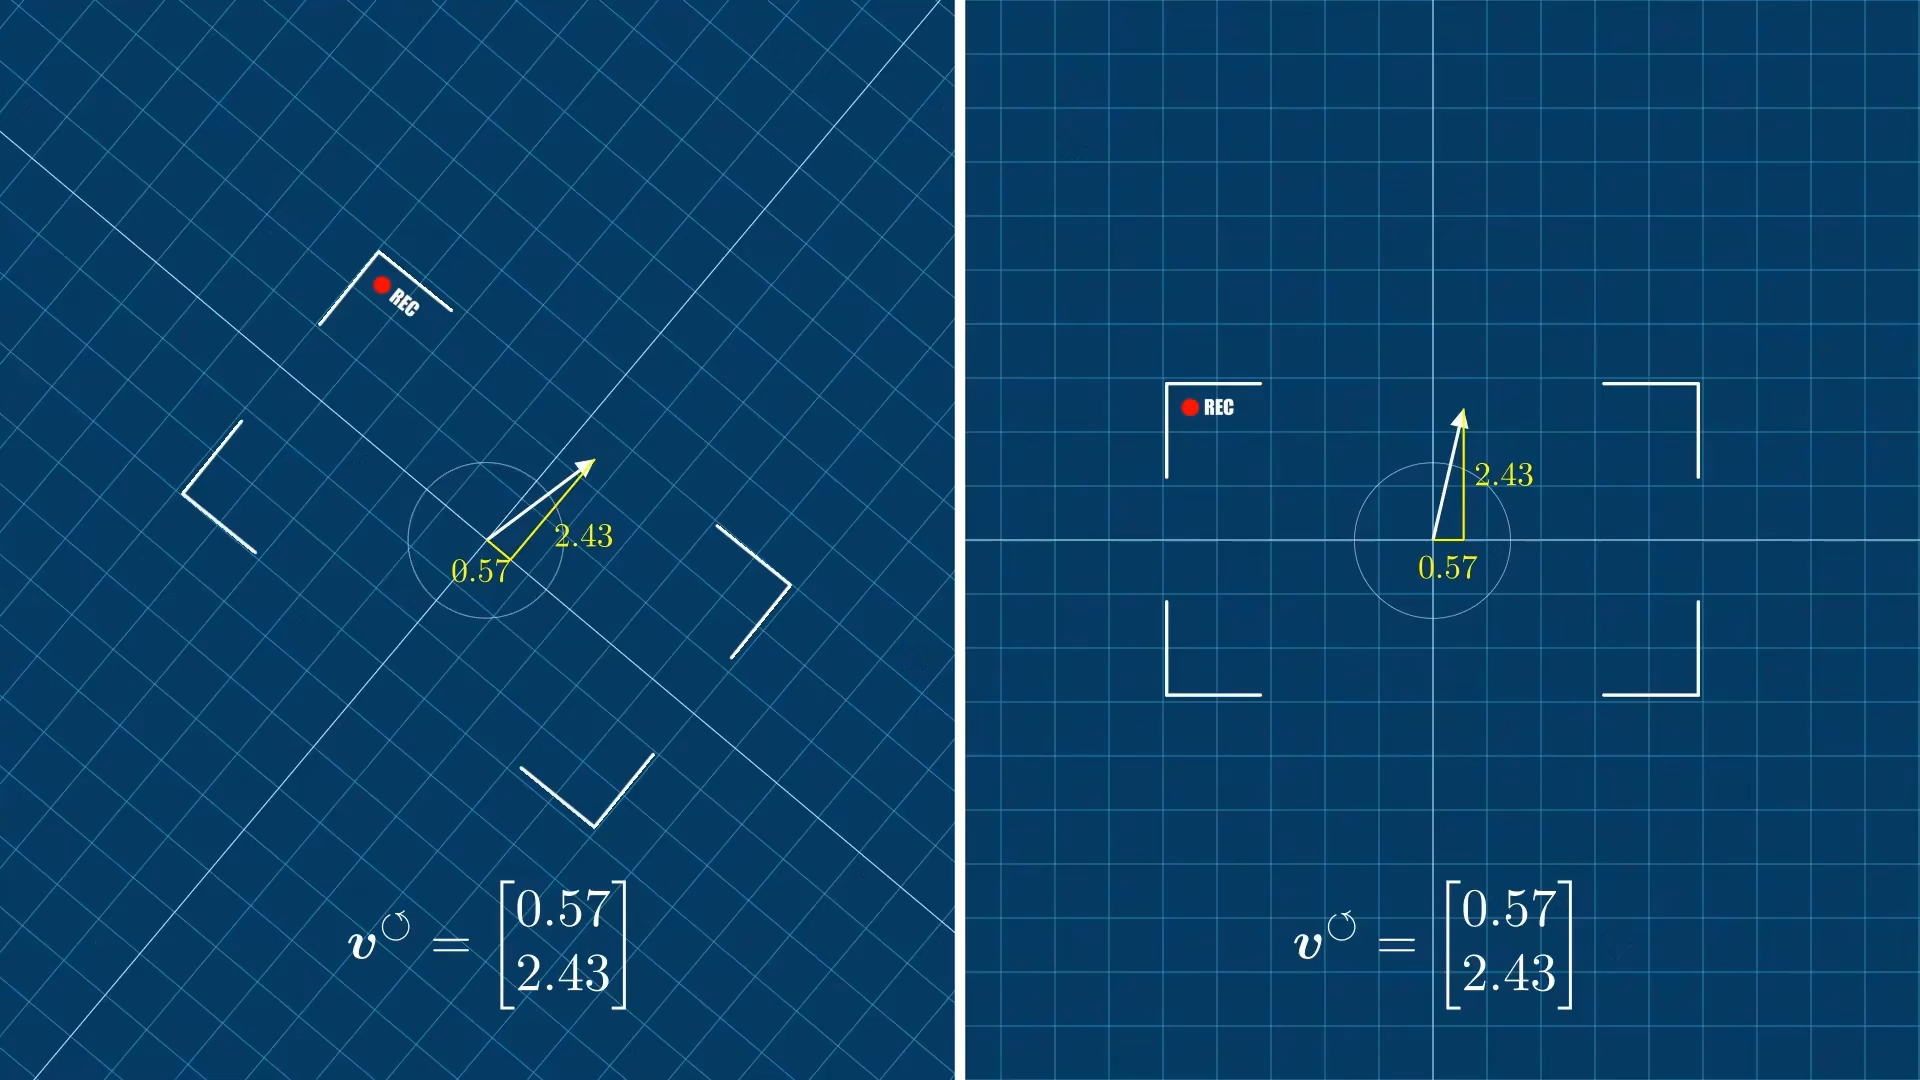 REC
2.43
0.57
v↺ = [0.57
2.43]
REC
2.43
0.57
v↺ = [0.57
2.43]